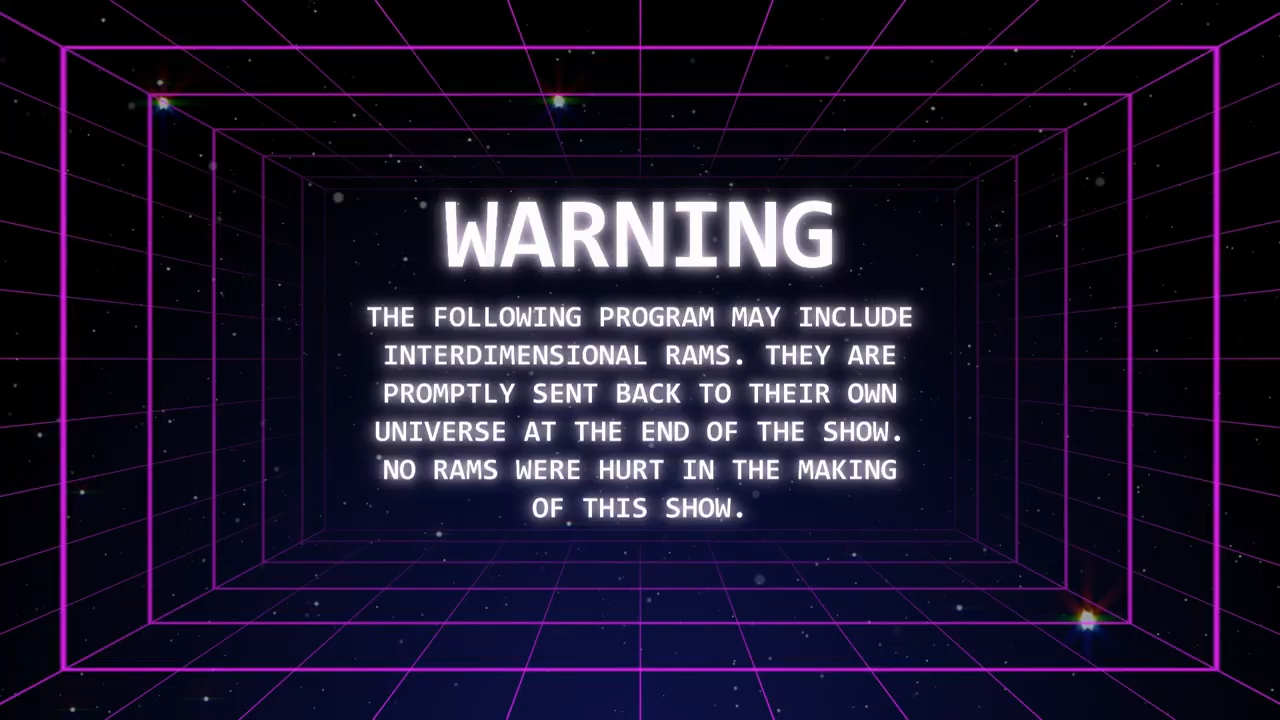 WARNING
THE FOLLOWING PROGRAM MAY INCLUDE
INTERDIMENSIONAL RAMS. THEY ARE
PROMPTLY SENT BACK TO THEIR OWN
UNIVERSE AT THE END OF THE SHOW.
NO RAMS WERE HURT IN THE MAKING
OF THIS SHOW.